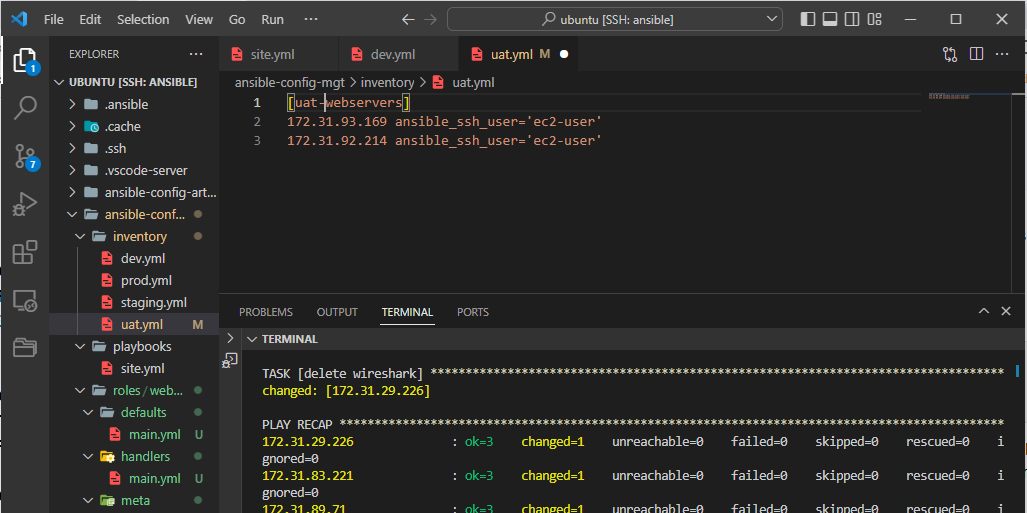 File Edit Selection View Go Run ··· ubuntu [SSH: ansible]
EXPLORER ···
site.yml dev.yml uat.yml M
UBUNTU [SSH: ANSIBLE]
ansible-config-mgt > inventory > uat.yml
.ansible
.cache
.ssh
.vscode-server
ansible-config-art...
ansible-conf...
inventory
dev.yml
prod.yml
staging.yml
uat.yml M
playbooks
site.yml
roles/web...
defaults
main.yml U
handlers
main.yml U
meta
1
7
1 [uat-webservers]
2 172.31.93.169 ansible_ssh_user='ec2-user'
3 172.31.92.214 ansible_ssh_user='ec2-user'
PROBLEMS OUTPUT TERMINAL PORTS
TERMINAL
TASK [delete wireshark] *********************************************************************************
changed: [172.31.29.226]
PLAY RECAP **********************************************************************************************
172.31.29.226 : ok=3 changed=1 unreachable=0 failed=0 skipped=0 rescued=0 i
gnored=0
172.31.83.221 : ok=3 changed=1 unreachable=0 failed=0 skipped=0 rescued=0 i
gnored=0
172.31.89.71 : ok=3 changed=1 unreachable=0 failed=0 skipped=0 rescued=0 i